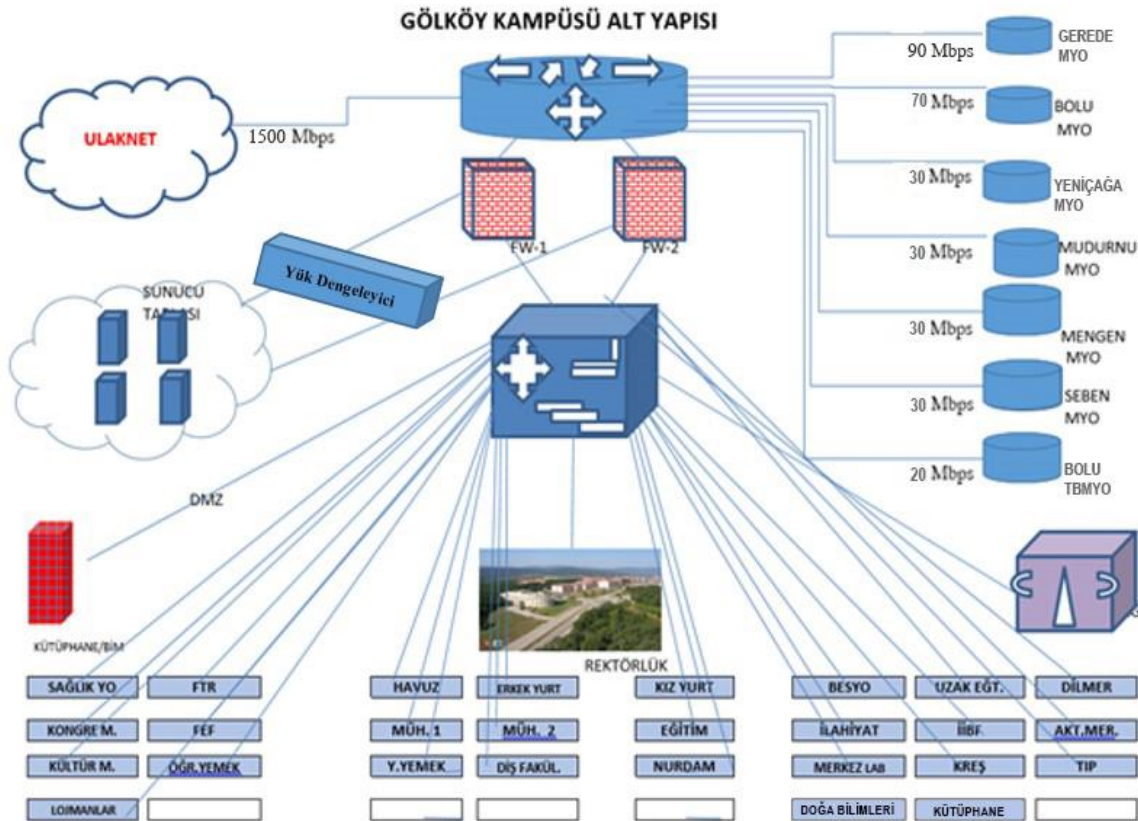 GÖLKÖY KAMPÜSÜ ALT YAPISI
ULAKNET
1500 Mbps
90 Mbps
GEREDE
MYO
70 Mbps
BOLU
MYO
30 Mbps
YENİÇAĞA
MYO
30 Mbps
MUDURNU
MYO
30 Mbps
MENGEN
MYO
30 Mbps
SEBEN
MYO
20 Mbps
BOLU
TBMYO
FW-1
FW-2
Yük Dengeleyici
SUNUCU
DMZ
KÜTÜPHANE/BİM
REKTÖRLÜK
SAĞLIK YO
FTR
HAVUZ
ERKEK YURT
KIZ YURT
BESYO
UZAK EĞT.
DİLMER
KONGRE M.
FEF
MÜH. 1
MÜH. 2
EĞİTİM
İLAHİYAT
İİBF
AKT.MER.
KÜLTÜR M.
ÖĞR.YEMEK
Y.YEMEK
DİŞ FAKÜL.
NURDAM
MERKEZ LAB
KREŞ
TIP
LOJMANLAR
DOĞA BİLİMLERİ
KÜTÜPHANE